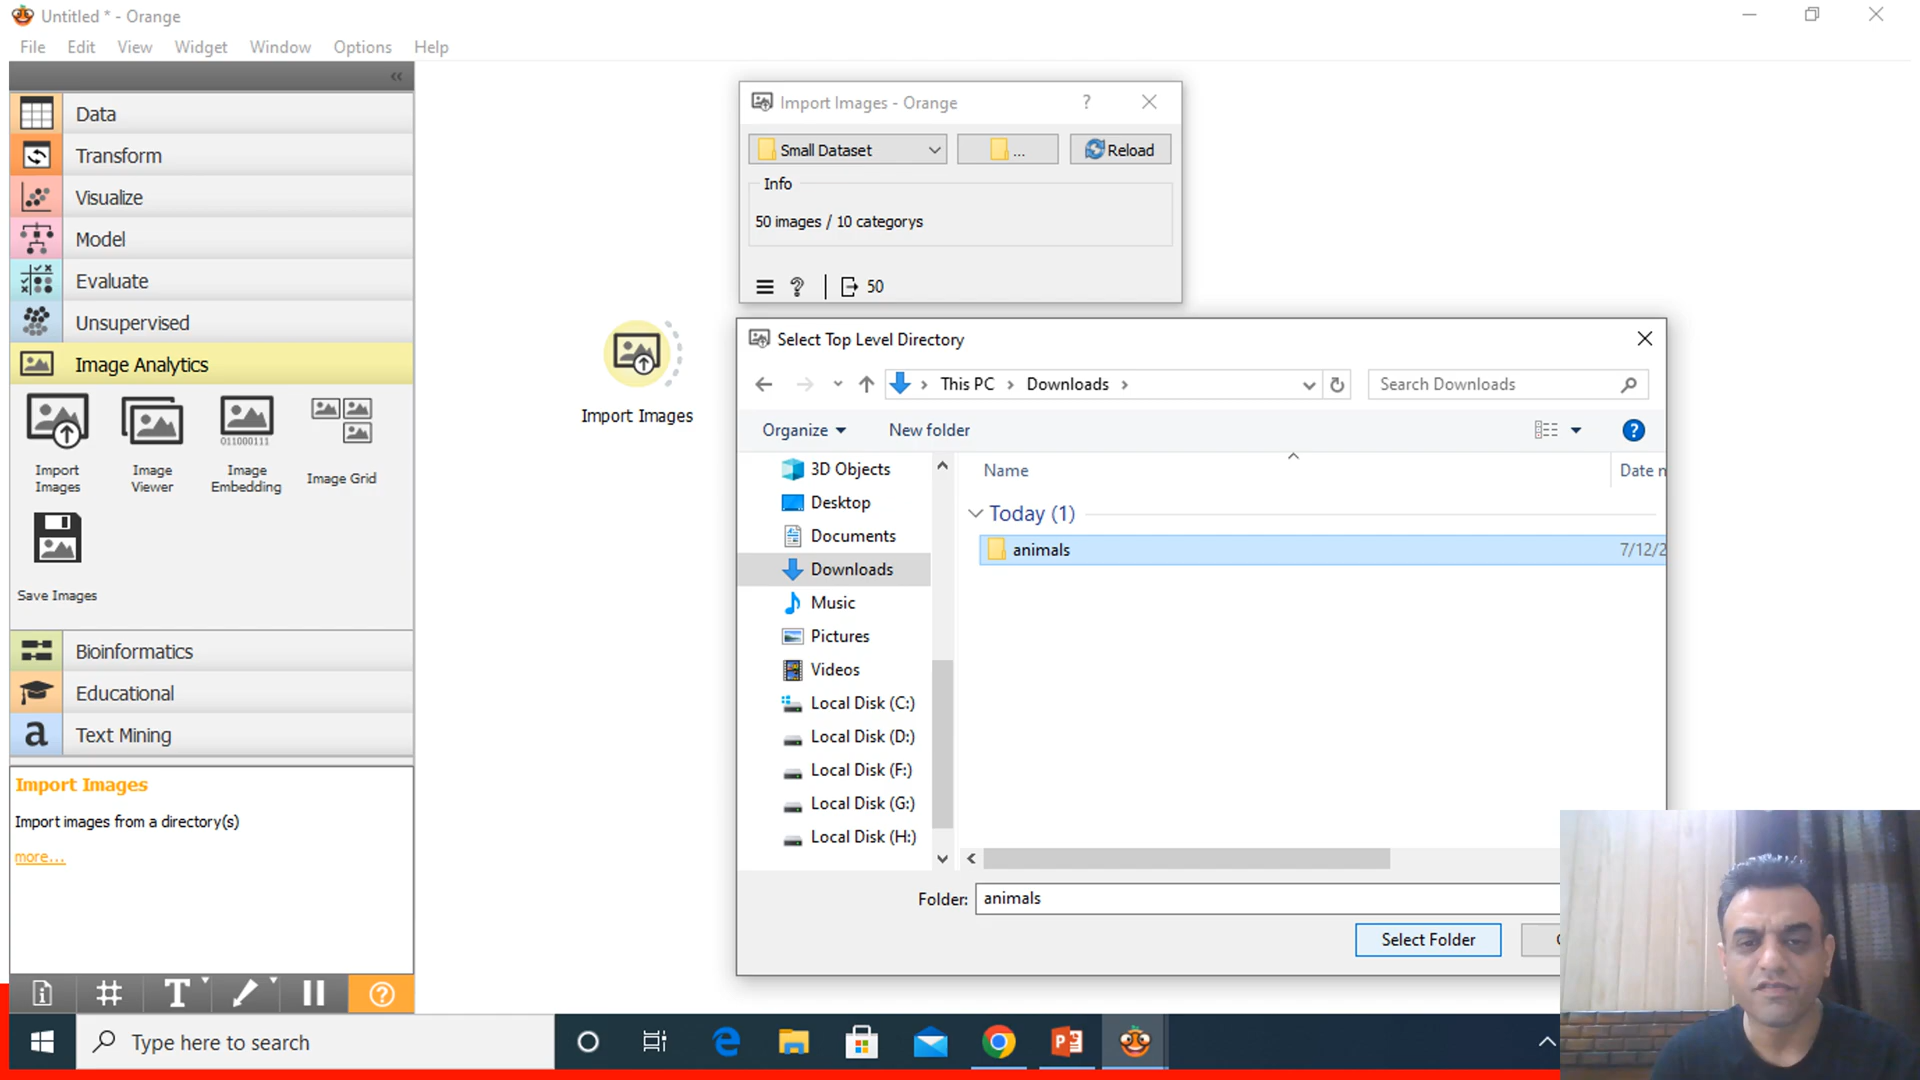 Untitled * - Orange
File Edit View Widget Window Options Help
Data
Transform
Visualize
Model
Evaluate
Unsupervised
Image Analytics
Import Images
Image Viewer
Image Embedding
Image Grid
Save Images
Bioinformatics
Educational
Text Mining
Import Images
Import images from a directory(s)
more...
Import Images
Import Images - Orange
Small Dataset
...
Reload
Info
50 images / 10 categorys
50
Select Top Level Directory
This PC > Downloads >
Search Downloads
Organize
New folder
3D Objects
Desktop
Documents
Downloads
Music
Pictures
Videos
Local Disk (C:)
Local Disk (D:)
Local Disk (F:)
Local Disk (G:)
Local Disk (H:)
Name
Today (1)
animals
7/12/2
Folder: animals
Select Folder
Type here to search